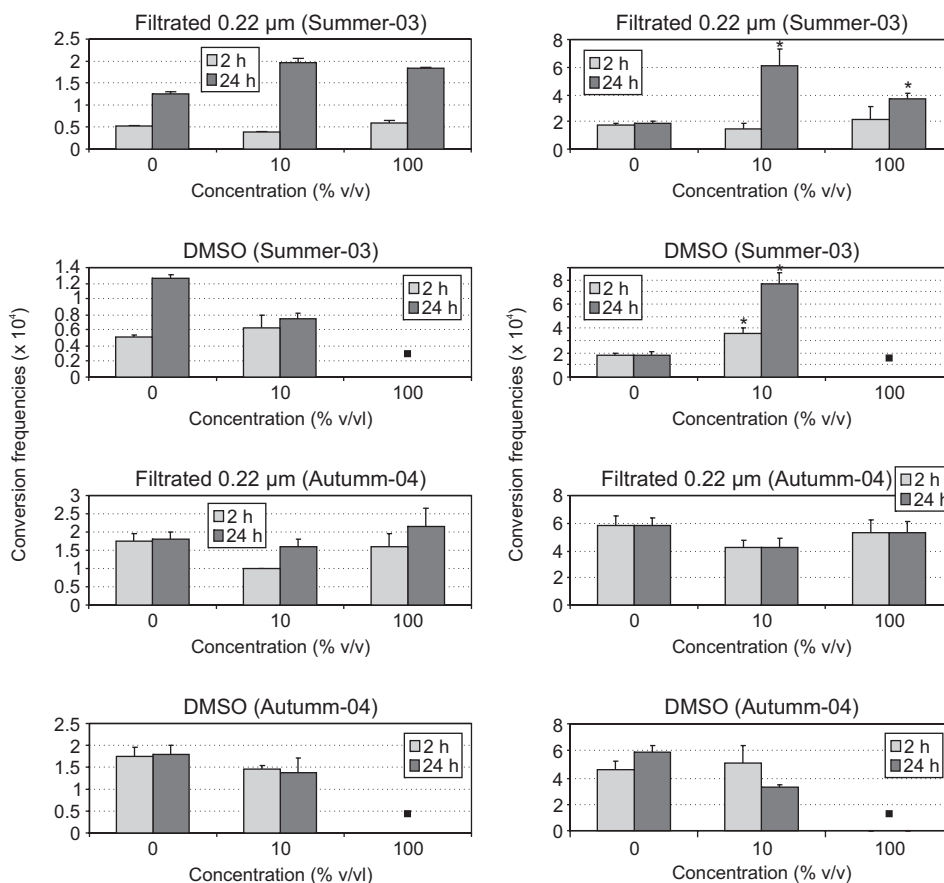 Filtrated 0.22 µm (Summer-03)
2.5
2
1.5
1
0.5
0
2 h
24 h
0 10 100
Concentration (% v/v)
Filtrated 0.22 µm (Summer-03)
8
6
4
2
0
2 h
24 h
*
*
0 10 100
Concentration (% v/v)
DMSO (Summer-03)
1.4
1.2
1
0.8
0.6
0.4
0.2
0
2 h
24 h
0 10 100
Concentration (% v/vl)
DMSO (Summer-03)
8
6
4
2
0
2 h
24 h
*
*
0 10 100
Concentration (% v/v)
Conversion frequencies (x 10⁴)
Conversion frequencies (x 10⁴)
Filtrated 0.22 µm (Autumm-04)
3
2.5
2
1.5
1
0.5
0
2 h
24 h
0 10 100
Concentration (% v/v)
Filtrated 0.22 µm (Autumm-04)
8
6
4
2
0
2 h
24 h
0 10 100
Concentration (% v/v)
DMSO (Autumm-04)
2.5
2
1.5
1
0.5
0
2 h
24 h
0 10 100
Concentration (% v/vl)
DMSO (Autumm-04)
8
6
4
2
0
2 h
24 h
0 10 100
Concentration (% v/v)